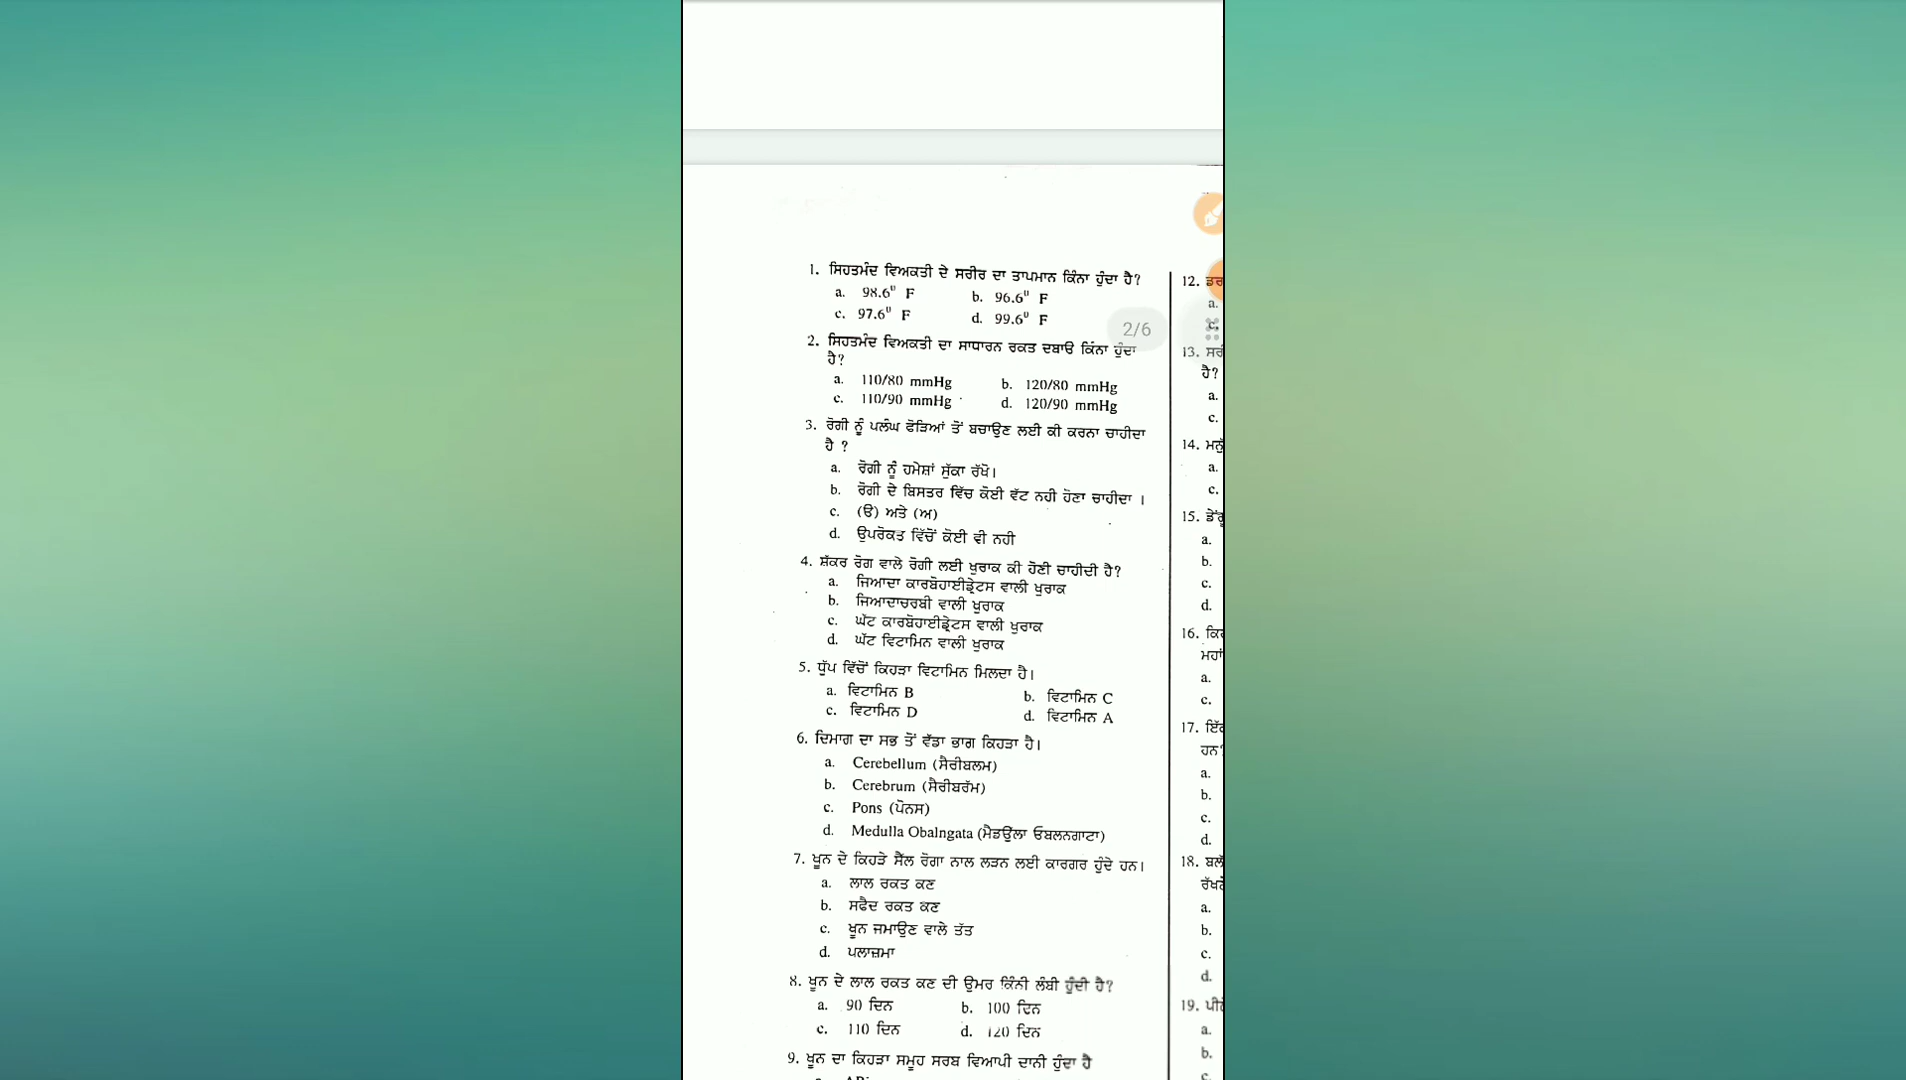 1. ਸਿਹਤਮੰਦ ਵਿਅਕਤੀ ਦੇ ਸਰੀਰ ਦਾ ਤਾਪਮਾਨ ਕਿੰਨਾ ਹੁੰਦਾ ਹੈ?
a. 98.6⁰ F b. 96.6⁰ F
c. 97.6⁰ F d. 99.6⁰ F
2/6
2. ਸਿਹਤਮੰਦ ਵਿਅਕਤੀ ਦਾ ਸਾਧਾਰਨ ਰਕਤ ਦਬਾਓ ਕਿੰਨਾ ਹੁੰਦਾ
ਹੈ?
a. 110/80 mmHg b. 120/80 mmHg
c. 110/90 mmHg d. 120/90 mmHg
3. ਰੋਗੀ ਨੂੰ ਪਲੰਘ ਫੋੜਿਆਂ ਤੋਂ ਬਚਾਉਣ ਲਈ ਕੀ ਕਰਨਾ ਚਾਹੀਦਾ
ਹੈ ?
a. ਰੋਗੀ ਨੂੰ ਹਮੇਸ਼ਾਂ ਸੁੱਕਾ ਰੱਖੋ।
b. ਰੋਗੀ ਦੇ ਬਿਸਤਰ ਵਿੱਚ ਕੋਈ ਵੱਟ ਨਹੀ ਹੋਣਾ ਚਾਹੀਦਾ ।
c. (ੳ) ਅਤੇ (ਅ)
d. ਉਪਰੋਕਤ ਵਿੱਚੋਂ ਕੋਈ ਵੀ ਨਹੀ
4. ਸ਼ੱਕਰ ਰੋਗ ਵਾਲੇ ਰੋਗੀ ਲਈ ਖੁਰਾਕ ਕੀ ਹੋਣੀ ਚਾਹੀਦੀ ਹੈ?
a. ਜਿਆਦਾ ਕਾਰਬੋਹਾਈਡ੍ਰੇਟਸ ਵਾਲੀ ਖੁਰਾਕ
b. ਜਿਆਦਾਚਰਬੀ ਵਾਲੀ ਖੁਰਾਕ
c. ਘੱਟ ਕਾਰਬੋਹਾਈਡ੍ਰੇਟਸ ਵਾਲੀ ਖੁਰਾਕ
d. ਘੱਟ ਵਿਟਾਮਿਨ ਵਾਲੀ ਖੁਰਾਕ
5. ਧੁੱਪ ਵਿੱਚੋਂ ਕਿਹੜਾ ਵਿਟਾਮਿਨ ਮਿਲਦਾ ਹੈ।
a. ਵਿਟਾਮਿਨ B b. ਵਿਟਾਮਿਨ C
c. ਵਿਟਾਮਿਨ D d. ਵਿਟਾਮਿਨ A
6. ਦਿਮਾਗ ਦਾ ਸਭ ਤੋਂ ਵੱਡਾ ਭਾਗ ਕਿਹੜਾ ਹੈ।
a. Cerebellum (ਸੈਰੀਬਲਮ)
b. Cerebrum (ਸੈਰੀਬਰੱਮ)
c. Pons (ਪੋਨਸ)
d. Medulla Obalngata (ਮੈਡਊਲਾ ਓਬਲਨਗਾਟਾ)
7. ਖੂਨ ਦੇ ਕਿਹੜੇ ਸੈੱਲ ਰੋਗਾ ਨਾਲ ਲੜਨ ਲਈ ਕਾਰਗਰ ਹੁੰਦੇ ਹਨ।
a. ਲਾਲ ਰਕਤ ਕਣ
b. ਸਫੈਦ ਰਕਤ ਕਣ
c. ਖੂਨ ਜਮਾਉਣ ਵਾਲੇ ਤੱਤ
d. ਪਲਾਜ਼ਮਾ
8. ਖੂਨ ਦੇ ਲਾਲ ਰਕਤ ਕਣ ਦੀ ਉਮਰ ਕਿੰਨੀ ਲੰਬੀ ਹੁੰਦੀ ਹੈ?
a. 90 ਦਿਨ b. 100 ਦਿਨ
c. 110 ਦਿਨ d. 120 ਦਿਨ
9. ਖੂਨ ਦਾ ਕਿਹੜਾ ਸਮੂਹ ਸਰਬ ਵਿਆਪੀ ਦਾਨੀ ਹੁੰਦਾ ਹੈ
12.
a.
c.
13.
ਹੈ?
a.
c.
14.
a.
c.
15.
a.
b.
c.
d.
16.
a.
c.
17.
a.
b.
c.
d.
18.
a.
b.
c.
d.
19.
a.
b.